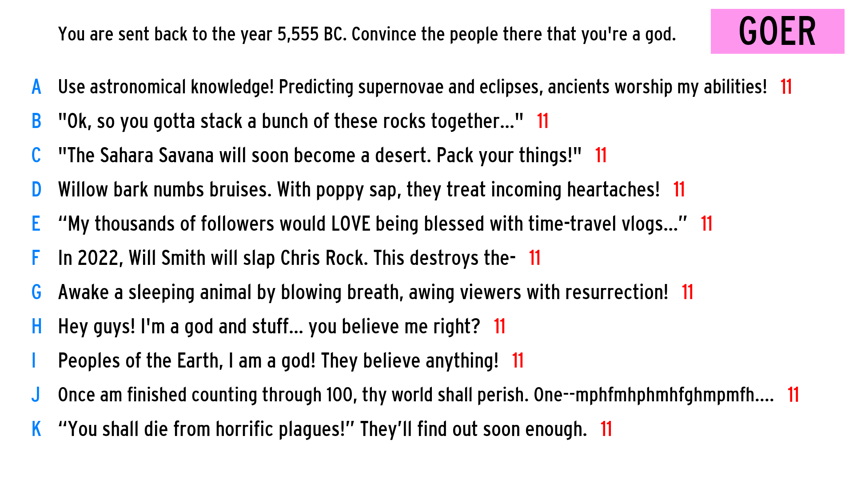 You are sent back to the year 5,555 BC. Convince the people there that you're a god.
GOER
A Use astronomical knowledge! Predicting supernovae and eclipses, ancients worship my abilities! 11
B "Ok, so you gotta stack a bunch of these rocks together..." 11
C "The Sahara Savana will soon become a desert. Pack your things!" 11
D Willow bark numbs bruises. With poppy sap, they treat incoming heartaches! 11
E “My thousands of followers would LOVE being blessed with time-travel vlogs...” 11
F In 2022, Will Smith will slap Chris Rock. This destroys the- 11
G Awake a sleeping animal by blowing breath, awing viewers with resurrection! 11
H Hey guys! I'm a god and stuff... you believe me right? 11
I Peoples of the Earth, I am a god! They believe anything! 11
J Once am finished counting through 100, thy world shall perish. One--mphfmhphmhfghmpmfh.... 11
K “You shall die from horrific plagues!” They’ll find out soon enough. 11